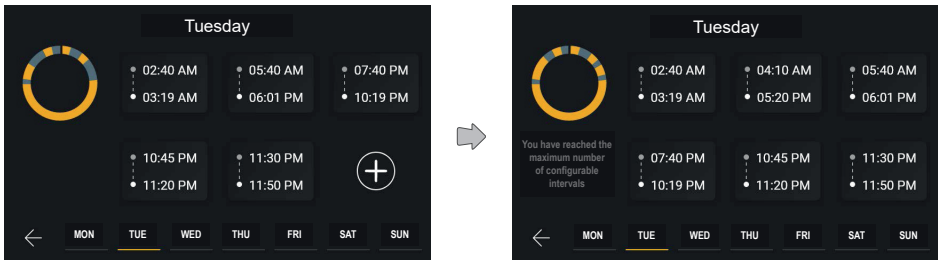 Tuesday
02:40 AM
03:19 AM
05:40 AM
06:01 PM
07:40 PM
10:19 PM
10:45 PM
11:20 PM
11:30 PM
11:50 PM
MON TUE WED THU FRI SAT SUN
Tuesday
02:40 AM
03:19 AM
04:10 AM
05:20 PM
05:40 AM
06:01 PM
You have reached the
maximum number
of configurable
intervals
07:40 PM
10:19 PM
10:45 PM
11:20 PM
11:30 PM
11:50 PM
MON TUE WED THU FRI SAT SUN